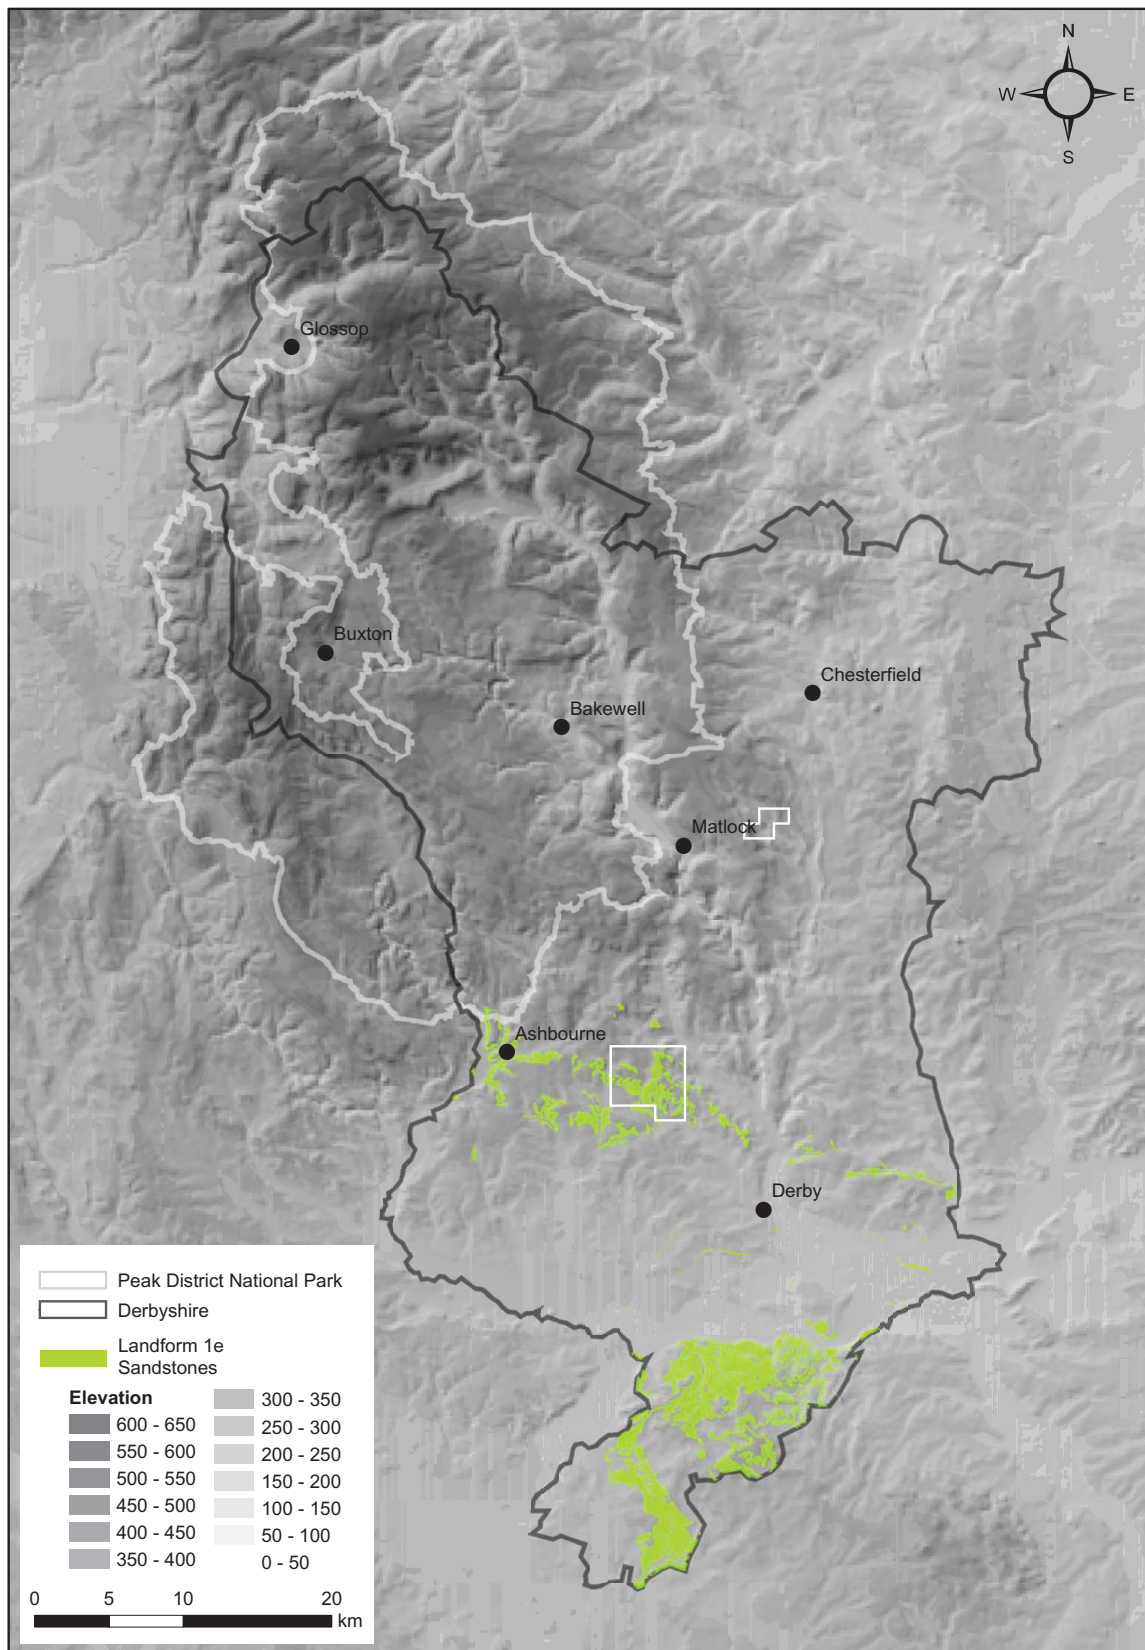 N
W E
S
Glossop
Buxton
Chesterfield
Bakewell
Matlock
Ashbourne
Derby
Peak District National Park
Derbyshire
Landform 1e
Sandstones
Elevation
600 - 650
550 - 600
500 - 550
450 - 500
400 - 450
350 - 400
300 - 350
250 - 300
200 - 250
150 - 200
100 - 150
50 - 100
0 - 50
0 5 10 20
km